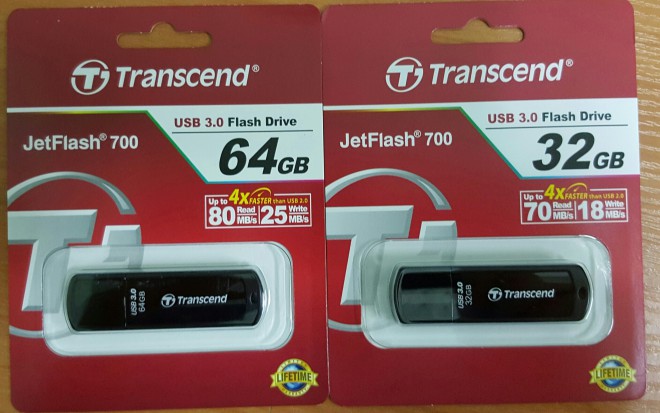 Transcend®
USB 3.0 Flash Drive
JetFlash® 700
64GB
4x FASTER than USB 2.0
Up to 80 Read MB/s 25 Write MB/s
Transcend
USB 3.0
64GB
LIFETIME
Transcend®
USB 3.0 Flash Drive
JetFlash® 700
32GB
4x FASTER than USB 2.0
Up to 70 Read MB/s 18 Write MB/s
Transcend
USB 3.0
32GB
LIFETIME